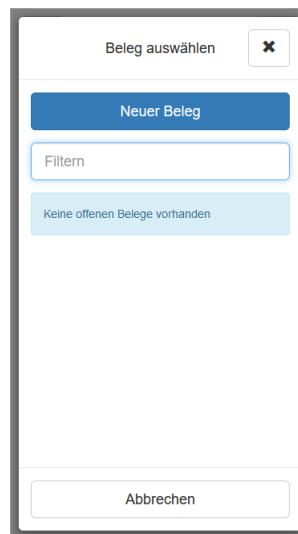 Beleg auswählen
Neuer Beleg
Filtern
Keine offenen Belege vorhanden
Abbrechen